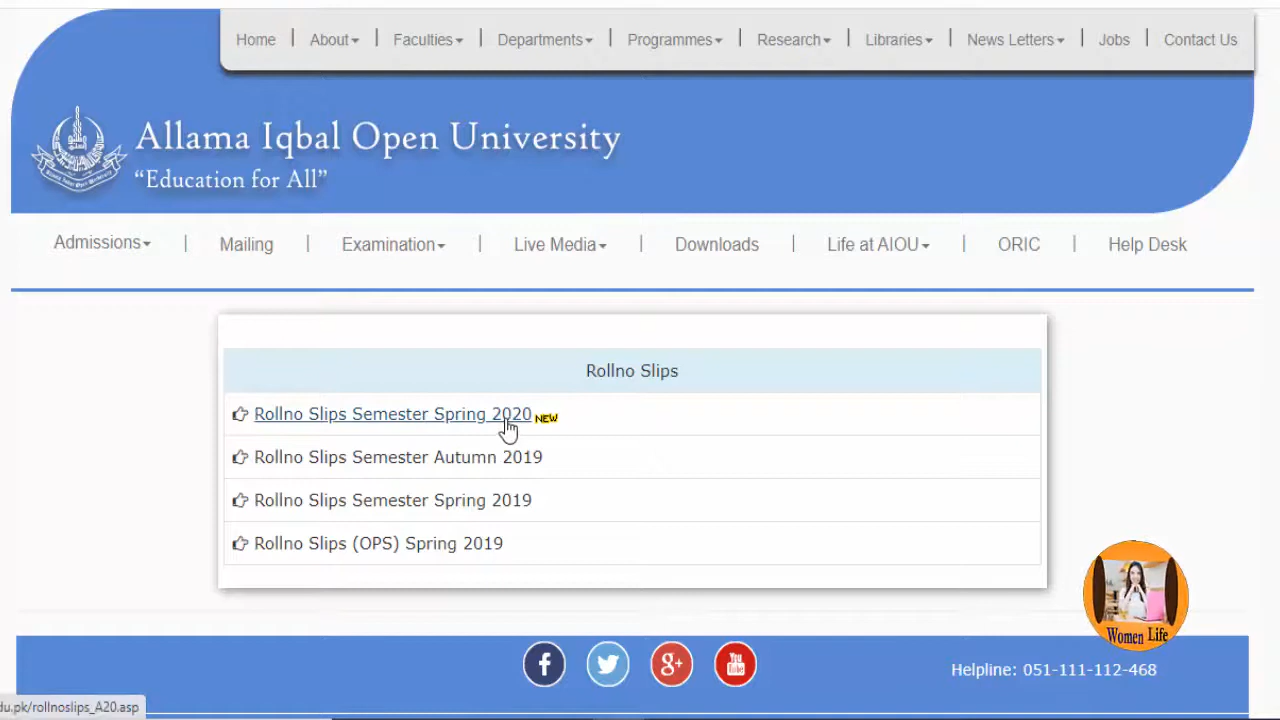 Home | About | Faculties | Departments | Programmes | Research | Libraries | News Letters | Jobs | Contact Us
Allama Iqbal Open University
“Education for All”
Admissions | Mailing | Examination | Live Media | Downloads | Life at AIOU | ORIC | Help Desk
Rollno Slips
Rollno Slips Semester Spring 2020 NEW
Rollno Slips Semester Autumn 2019
Rollno Slips Semester Spring 2019
Rollno Slips (OPS) Spring 2019
Women Life
f g+ You Tube
Helpline: 051-111-112-468
du.pk/rollnoslips_A20.asp